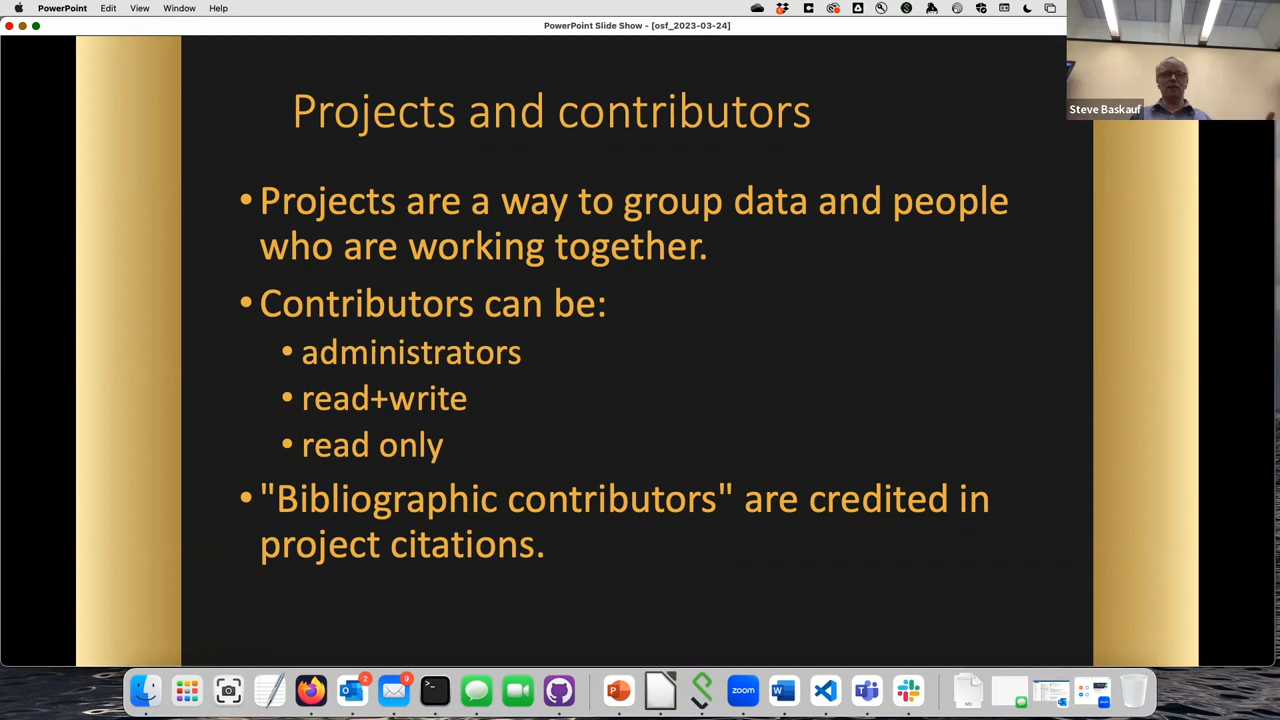 PowerPoint Edit View Window Help
PowerPoint Slide Show - [osf_2023-03-24]
Steve Baskauf
Projects and contributors
• Projects are a way to group data and people
who are working together.
• Contributors can be:
• administrators
• read+write
• read only
• "Bibliographic contributors" are credited in
project citations.
2
9
zoom